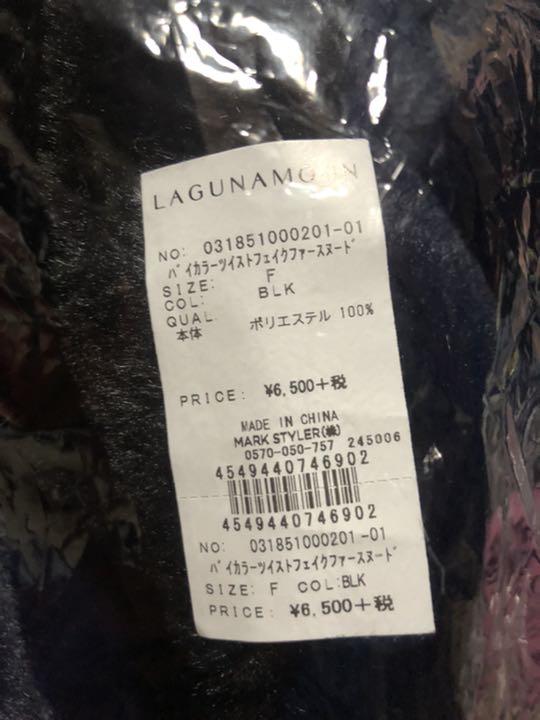 LAGUNAMOON
NO: 031851000201-01
バイカラーツイストフェイクファースヌード
SIZE: F
COL: BLK
QUAL
本体 ポリエステル 100%
PRICE: ¥6,500+税
MADE IN CHINA
MARK STYLER(株)
0570-050-757 245006
4549440746902
4549440746902
NO: 031851000201-01
バイカラーツイストフェイクファースヌード
SIZE: F COL:BLK
PRICE: ¥6,500+税